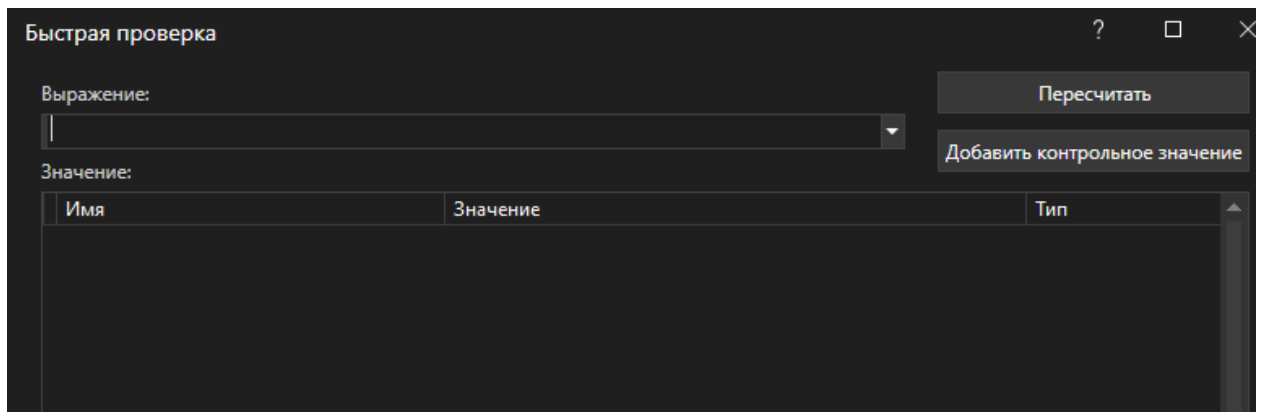 Быстрая проверка
?
Выражение:
Пересчитать
Добавить контрольное значение
Значение:
Имя Значение Тип